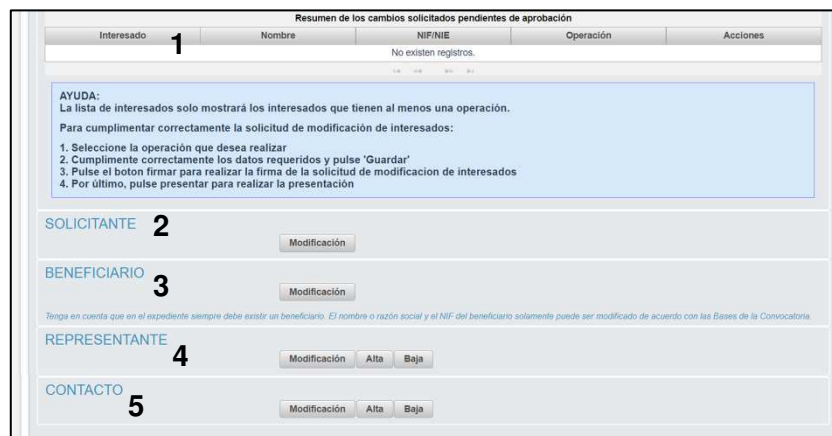 Resumen de los cambios solicitados pendientes de aprobación
Interesado 1 Nombre NIF/NIE Operación Acciones
No existen registros.
AYUDA:
La lista de interesados solo mostrará los interesados que tienen al menos una operación.
Para cumplimentar correctamente la solicitud de modificación de interesados:
1. Seleccione la operación que desea realizar
2. Cumplimente correctamente los datos requeridos y pulse 'Guardar'
3. Pulse el boton firmar para realizar la firma de la solicitud de modificacion de interesados
4. Por último, pulse presentar para realizar la presentación
SOLICITANTE 2
Modificación
BENEFICIARIO 3
Modificación
Tenga en cuenta que en el expediente siempre debe existir un beneficiario. El nombre o razón social y el NIF del beneficiario solamente puede ser modificado de acuerdo con las Bases de la Convocatoria.
REPRESENTANTE 4
Modificación Alta Baja
CONTACTO 5
Modificación Alta Baja